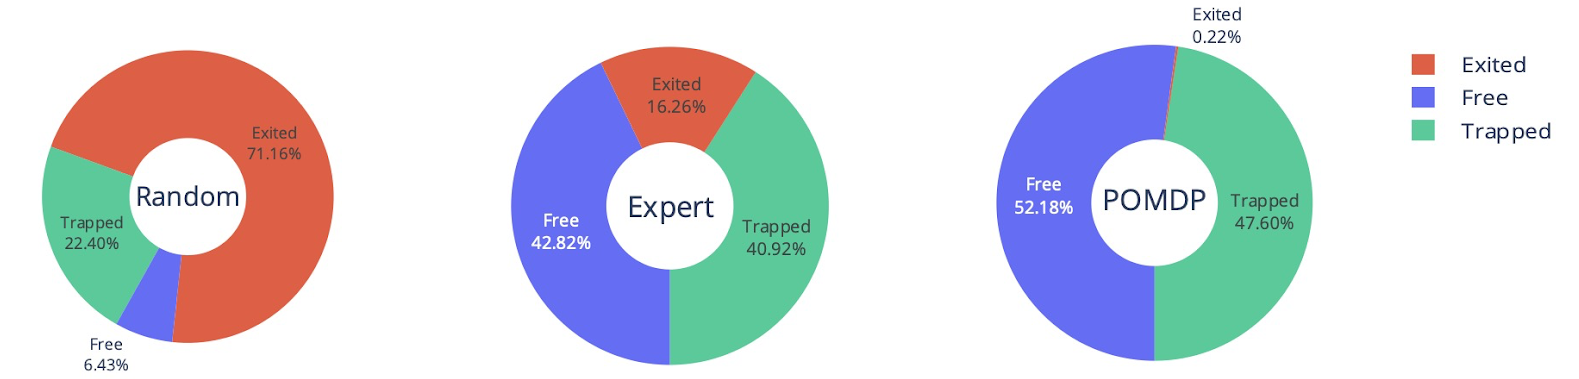 Exited
71.16%
Trapped
22.40%
Free
6.43%
Random
Exited
16.26%
Free
42.82%
Trapped
40.92%
Expert
Exited
0.22%
Free
52.18%
Trapped
47.60%
POMDP
Exited
Free
Trapped